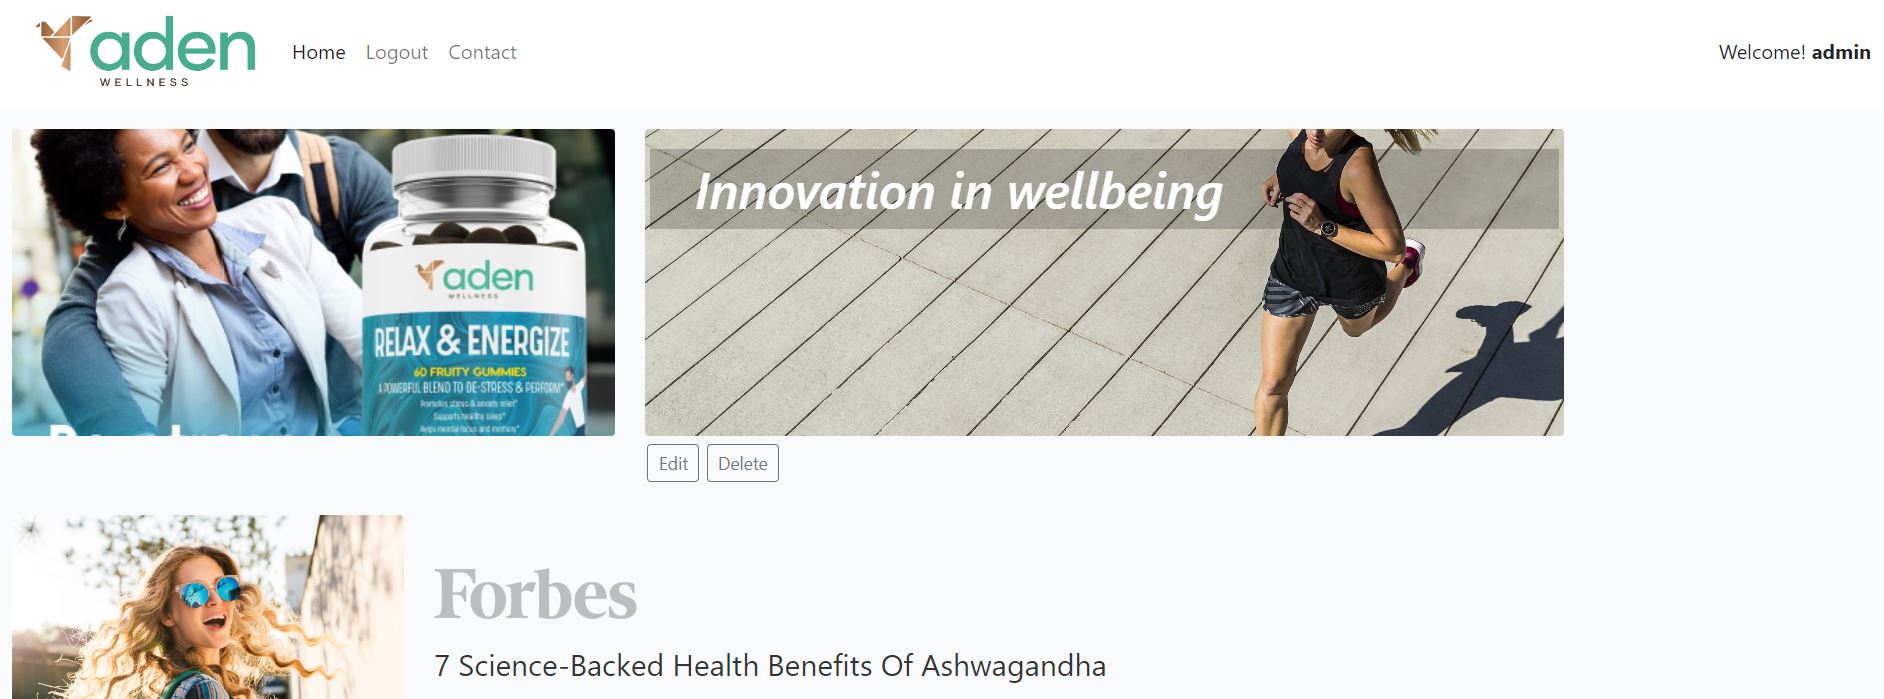 aden
WELLNESS
Home Logout Contact
Welcome! admin
aden
WELLNESS
RELAX & ENERGIZE
60 FRUITY GUMMIES
A POWERFUL BLEND TO DE-STRESS & PERFORM*
Promotes stress & anxiety relief*
Supports healthy sleep*
Helps mental focus and memory*
Innovation in wellbeing
Edit Delete
Forbes
7 Science-Backed Health Benefits Of Ashwagandha